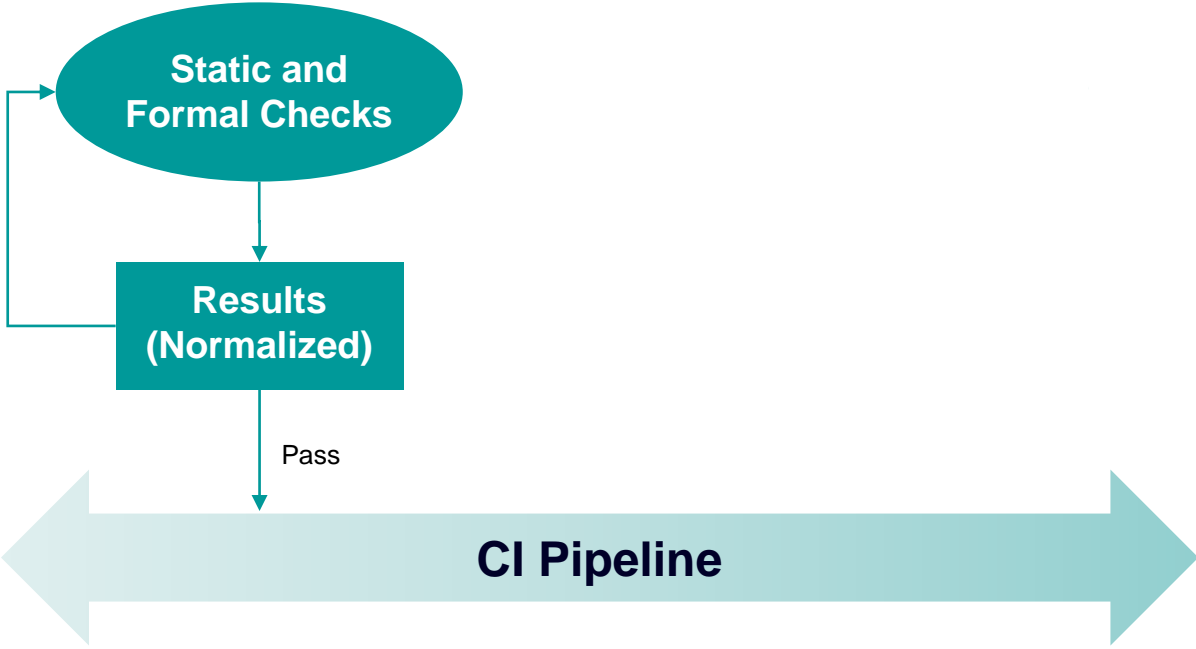 Static and
Formal Checks
Results
(Normalized)
Pass
CI Pipeline